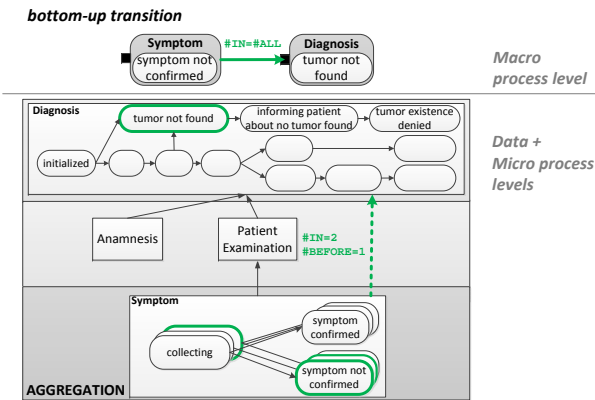 bottom-up transition
Symptom
symptom not
confirmed
#IN=#ALL
Diagnosis
tumor not
found
Macro
process level
Diagnosis
tumor not found
informing patient
about no tumor found
tumor existence
denied
initialized
Data +
Micro process
levels
Anamnesis
Patient
Examination
#IN=2
#BEFORE=1
Symptom
collecting
symptom
confirmed
symptom not
confirmed
AGGREGATION